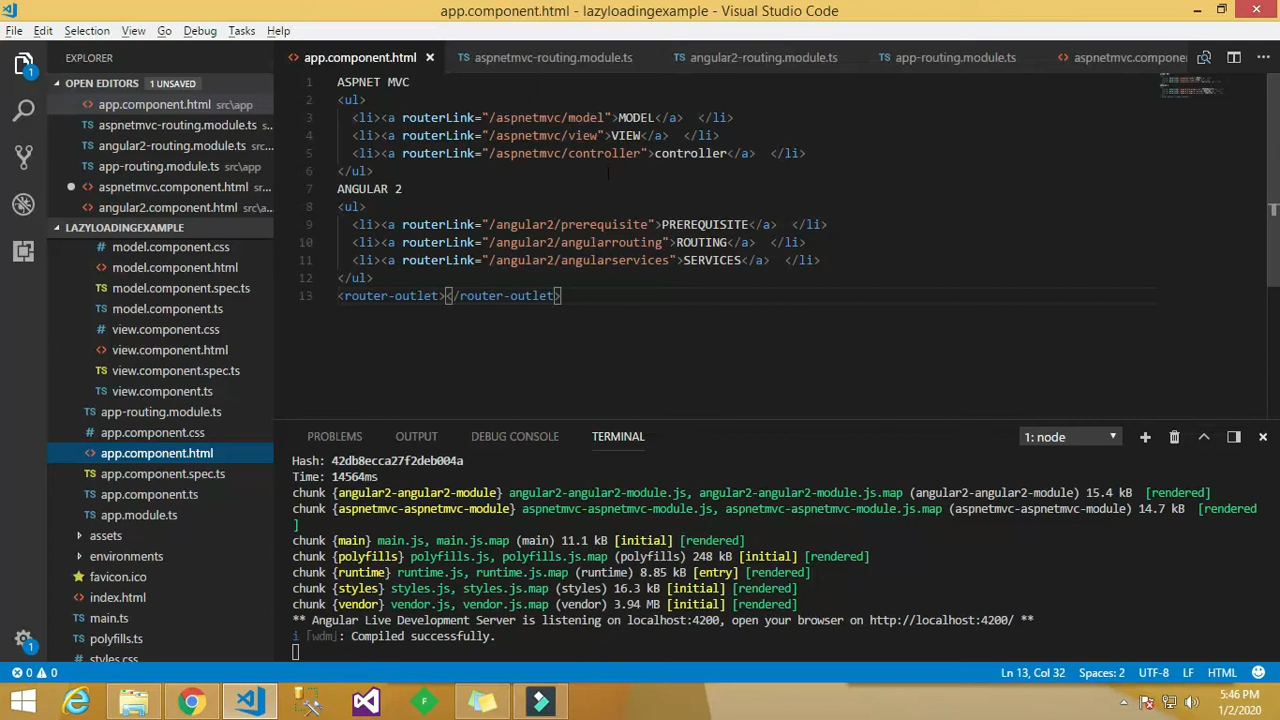 app.component.html - lazyloadingexample - Visual Studio Code
File Edit Selection View Go Debug Tasks Help
EXPLORER
app.component.html
aspnetmvc-routing.module.ts
angular2-routing.module.ts
app-routing.module.ts
aspnetmvc.componen
OPEN EDITORS 1 UNSAVED
app.component.html src\app
aspnetmvc-routing.module.ts s...
angular2-routing.module.ts src...
app-routing.module.ts src\app
aspnetmvc.component.html sr...
angular2.component.html src\a...
LAZYLOADINGEXAMPLE
model.component.css
model.component.html
model.component.spec.ts
model.component.ts
view.component.css
view.component.html
view.component.spec.ts
view.component.ts
app-routing.module.ts
app.component.css
app.component.html
app.component.spec.ts
app.component.ts
app.module.ts
assets
environments
favicon.ico
index.html
main.ts
polyfills.ts
styles.css
1 ASPNET MVC
2 <ul>
3 <li><a routerLink="/aspnetmvc/model">MODEL</a> </li>
4 <li><a routerLink="/aspnetmvc/view">VIEW</a> </li>
5 <li><a routerLink="/aspnetmvc/controller">controller</a> </li>
6 </ul>
7 ANGULAR 2
8 <ul>
9 <li><a routerLink="/angular2/prerequisite">PREREQUISITE</a> </li>
10 <li><a routerLink="/angular2/angularrouting">ROUTING</a> </li>
11 <li><a routerLink="/angular2/angularservices">SERVICES</a> </li>
12 </ul>
13 <router-outlet></router-outlet>
PROBLEMS OUTPUT DEBUG CONSOLE TERMINAL
1: node
Hash: 42db8ecca27f2deb004a
Time: 14564ms
chunk {angular2-angular2-module} angular2-angular2-module.js, angular2-angular2-module.js.map (angular2-angular2-module) 15.4 kB [rendered]
chunk {aspnetmvc-aspnetmvc-module} aspnetmvc-aspnetmvc-module.js, aspnetmvc-aspnetmvc-module.js.map (aspnetmvc-aspnetmvc-module) 14.7 kB [rendered
]
chunk {main} main.js, main.js.map (main) 11.1 kB [initial] [rendered]
chunk {polyfills} polyfills.js, polyfills.js.map (polyfills) 248 kB [initial] [rendered]
chunk {runtime} runtime.js, runtime.js.map (runtime) 8.85 kB [entry] [rendered]
chunk {styles} styles.js, styles.js.map (styles) 16.3 kB [initial] [rendered]
chunk {vendor} vendor.js, vendor.js.map (vendor) 3.94 MB [initial] [rendered]
** Angular Live Development Server is listening on localhost:4200, open your browser on http://localhost:4200/ **
i ｢wdm｣: Compiled successfully.
0 0
Ln 13, Col 32 Spaces: 2 UTF-8 LF HTML
5:46 PM
1/2/2020